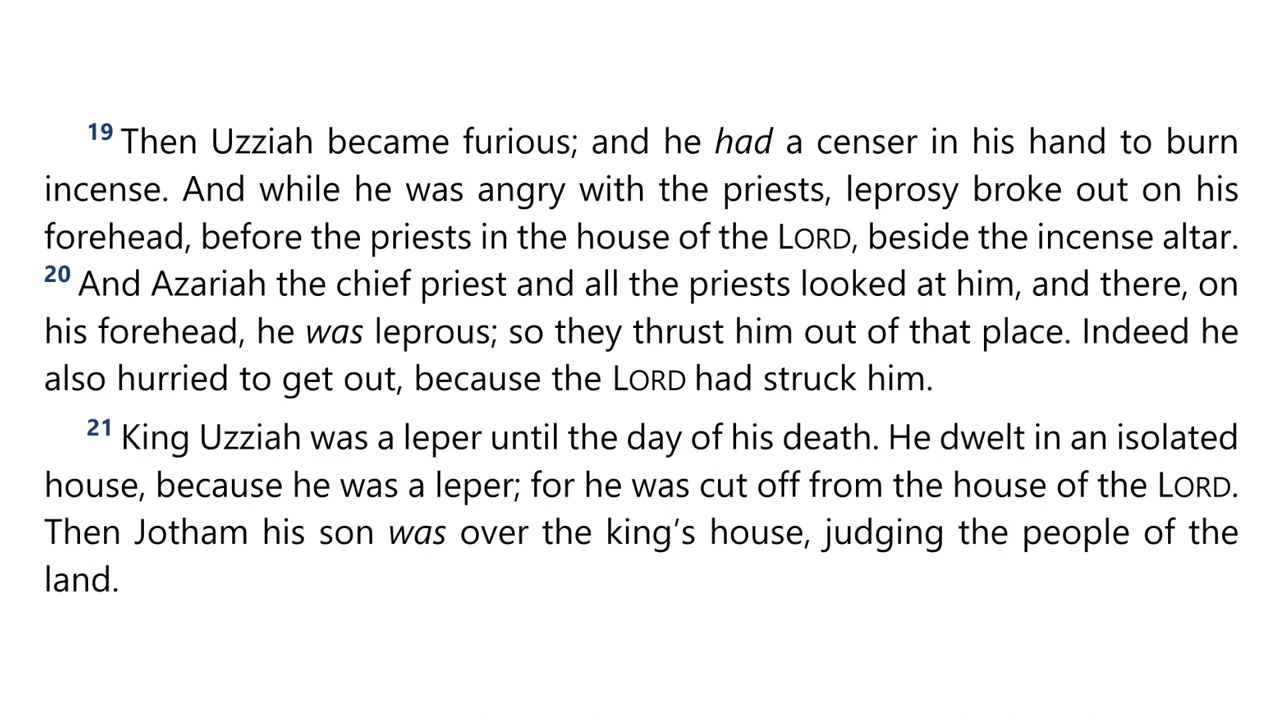 19 Then Uzziah became furious; and he had a censer in his hand to burn
incense. And while he was angry with the priests, leprosy broke out on his
forehead, before the priests in the house of the LORD, beside the incense altar.
20 And Azariah the chief priest and all the priests looked at him, and there, on
his forehead, he was leprous; so they thrust him out of that place. Indeed he
also hurried to get out, because the LORD had struck him.
21 King Uzziah was a leper until the day of his death. He dwelt in an isolated
house, because he was a leper; for he was cut off from the house of the LORD.
Then Jotham his son was over the king’s house, judging the people of the
land.